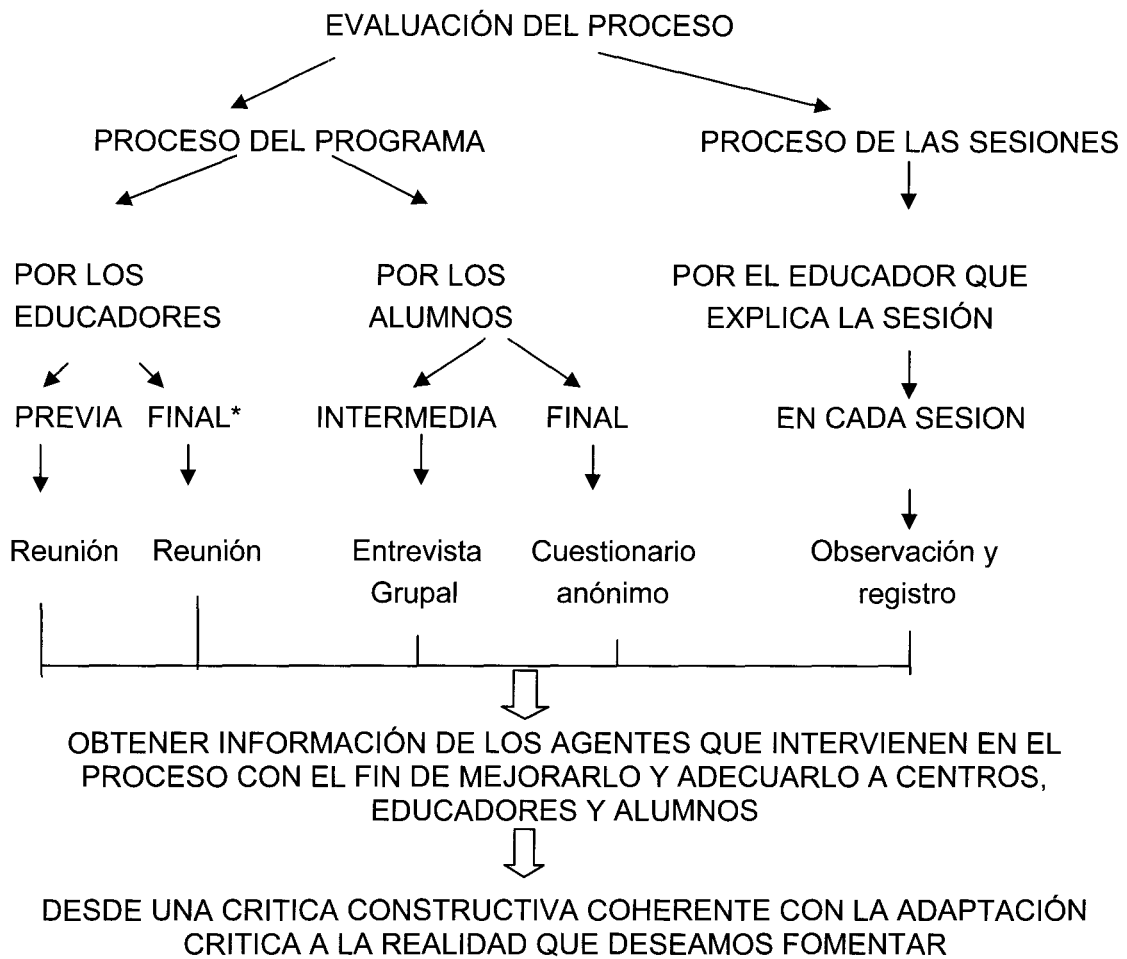 EVALUACIÓN DEL PROCESO
PROCESO DEL PROGRAMA
PROCESO DE LAS SESIONES
POR LOS
EDUCADORES
POR LOS
ALUMNOS
POR EL EDUCADOR QUE
EXPLICA LA SESIÓN
PREVIA
FINAL*
INTERMEDIA
FINAL
EN CADA SESION
Reunión
Reunión
Entrevista
Grupal
Cuestionario
anónimo
Observación y
registro
OBTENER INFORMACIÓN DE LOS AGENTES QUE INTERVIENEN EN EL
PROCESO CON EL FIN DE MEJORARLO Y ADECUARLO A CENTROS,
EDUCADORES Y ALUMNOS
DESDE UNA CRITICA CONSTRUCTIVA COHERENTE CON LA ADAPTACIÓN
CRITICA A LA REALIDAD QUE DESEAMOS FOMENTAR